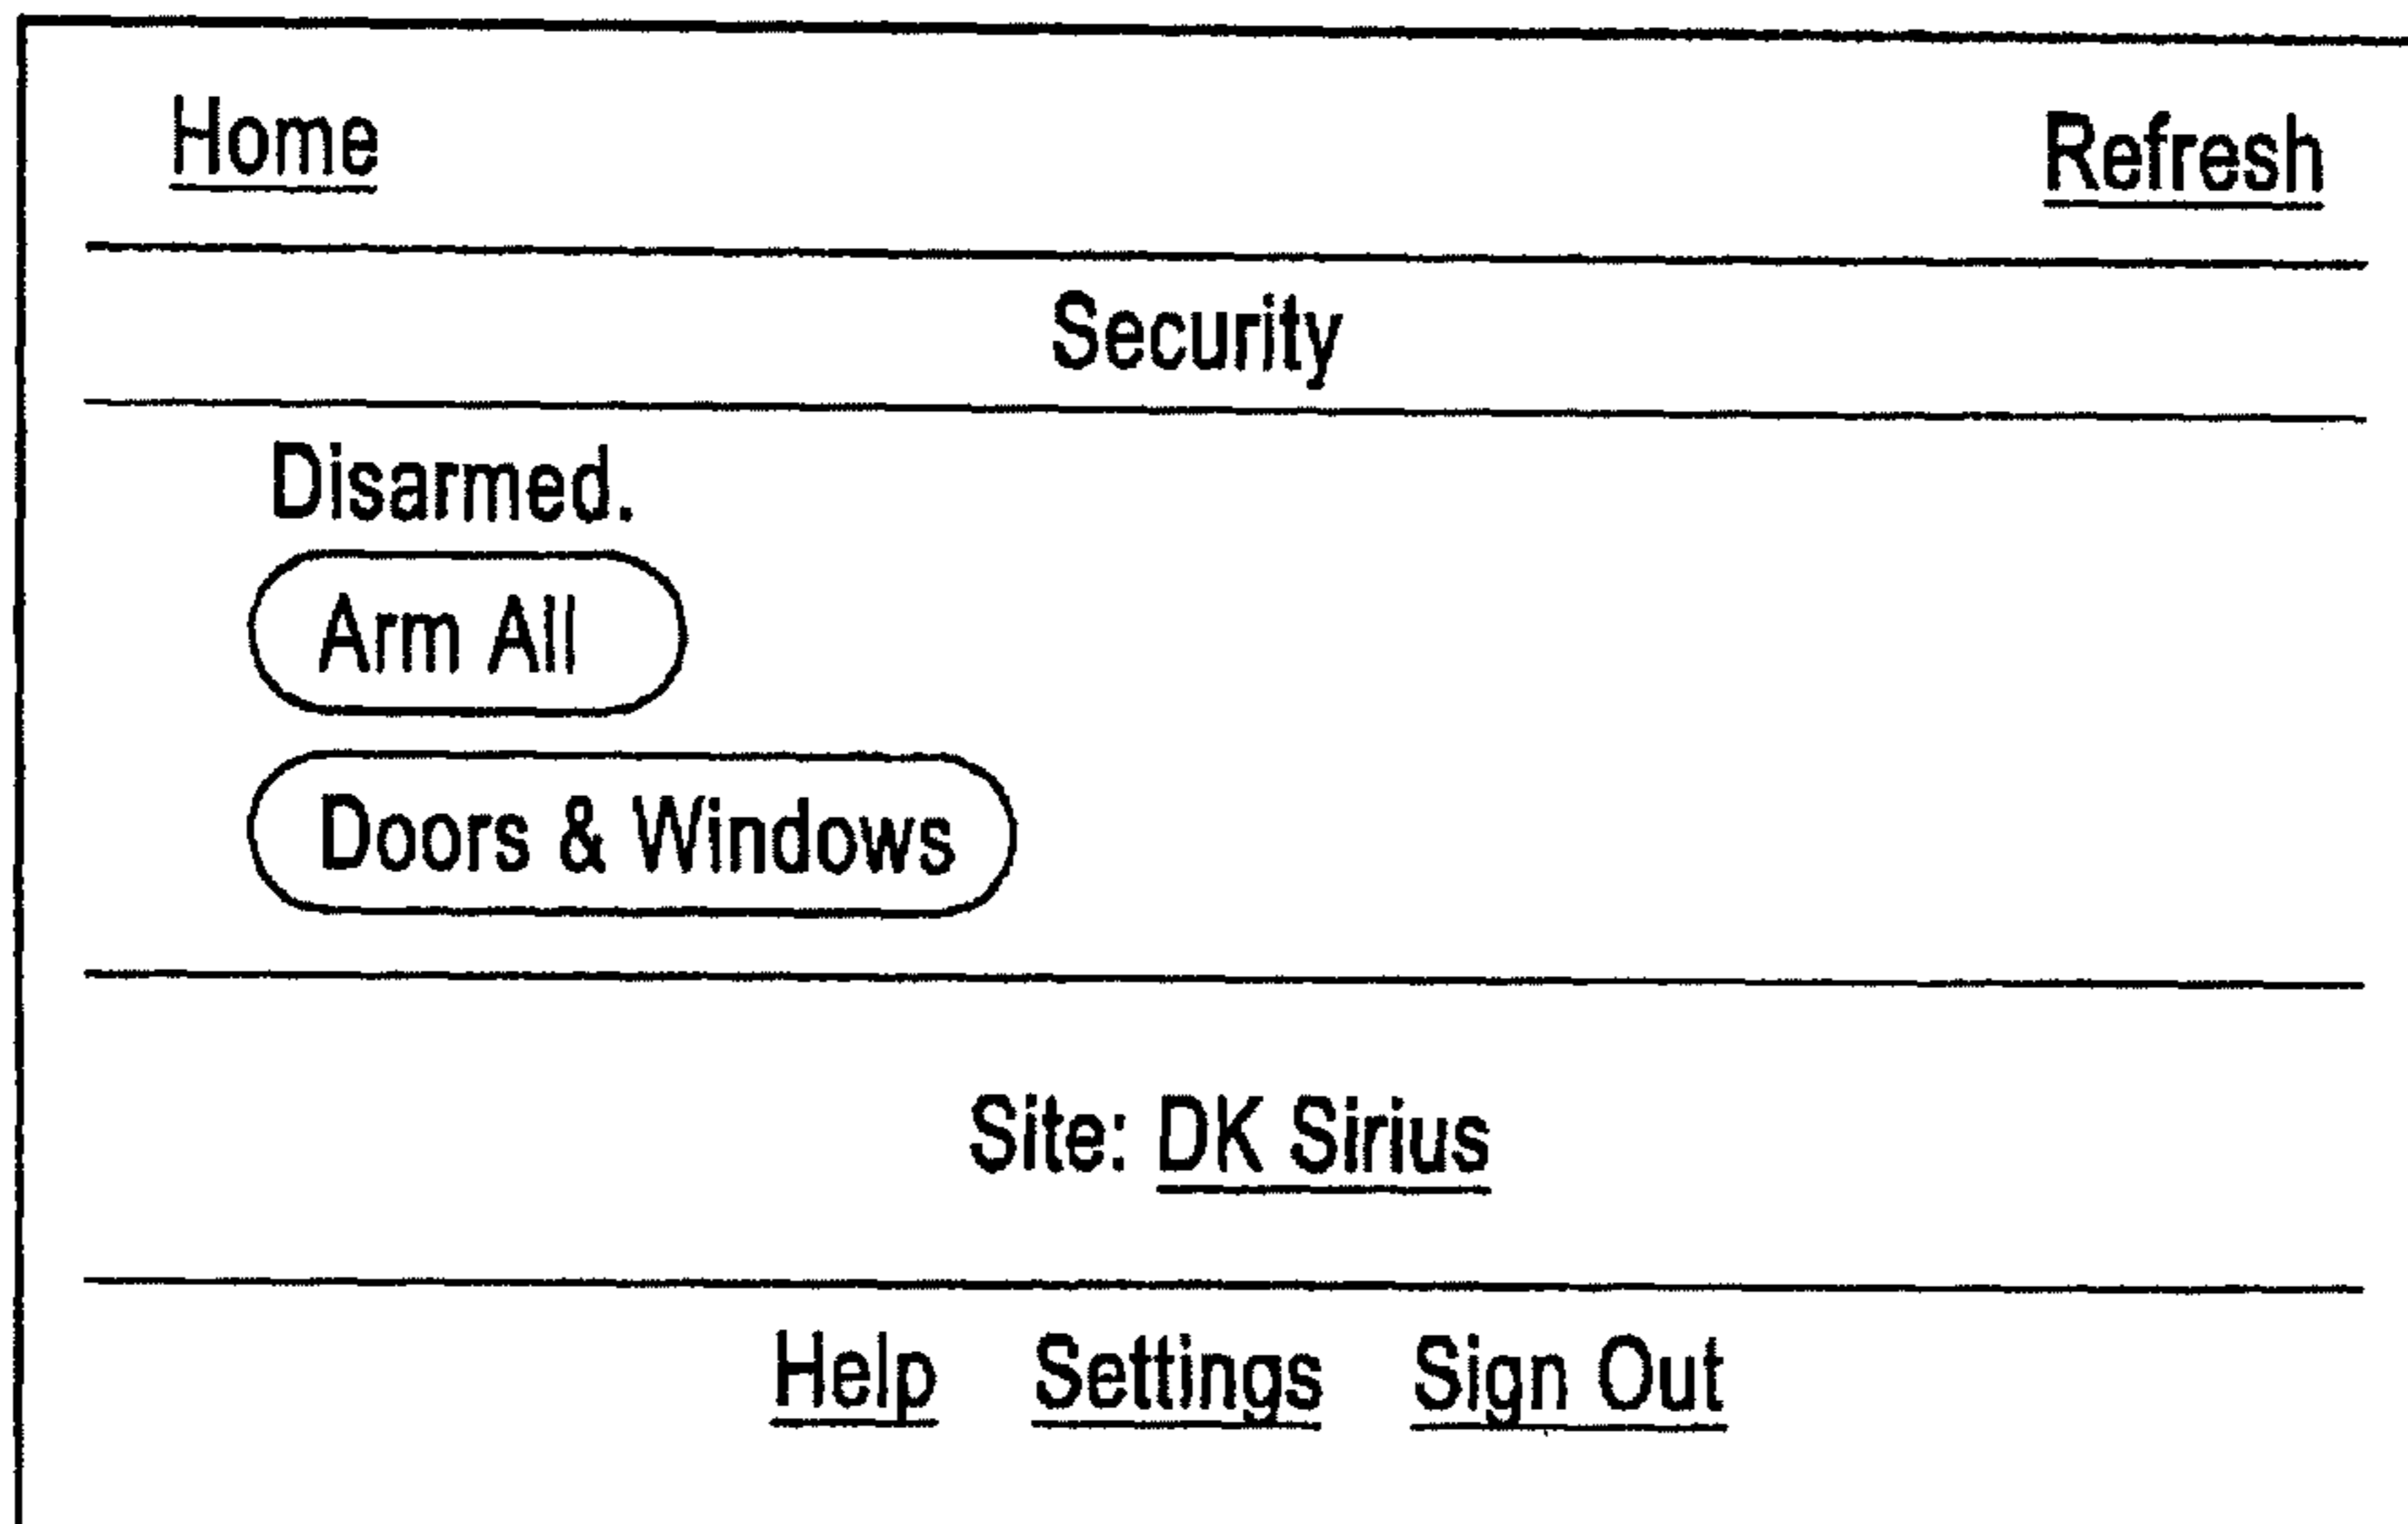 Home Refresh
Security
Disarmed.
Arm All
Doors & Windows
Site: DK Sirius
Help Settings Sign Out